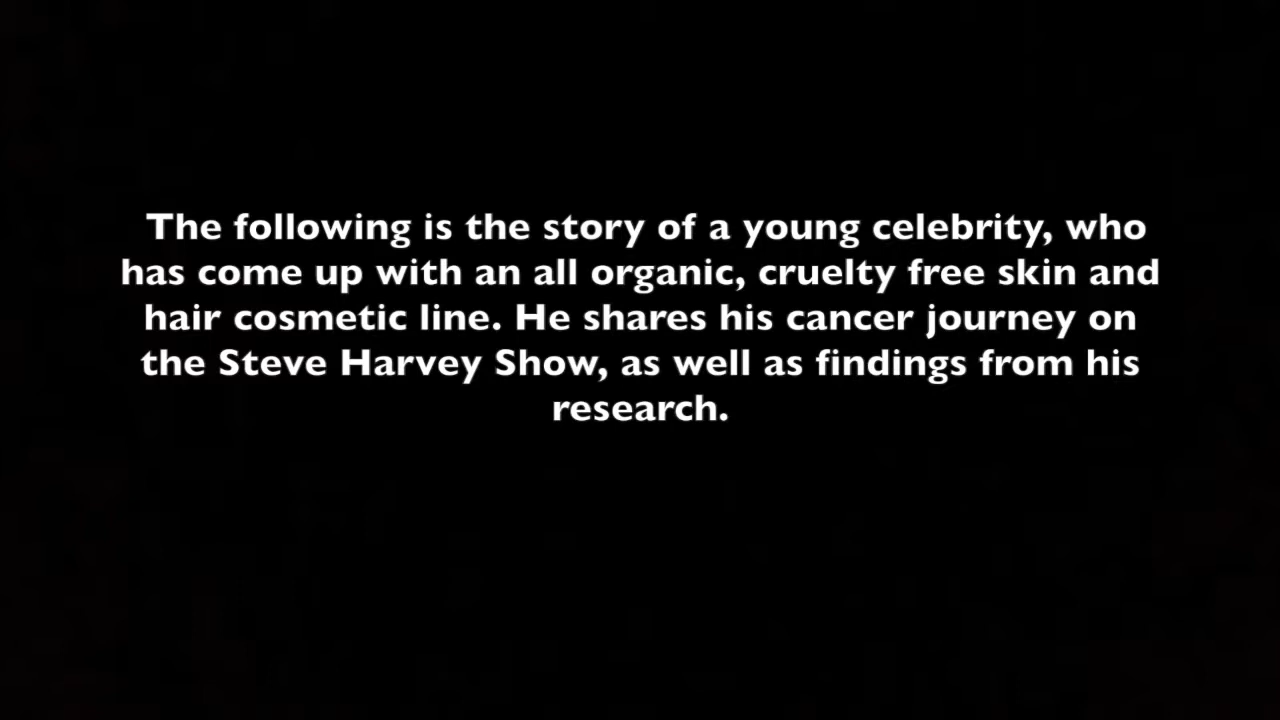 The following is the story of a young celebrity, who
has come up with an all organic, cruelty free skin and
hair cosmetic line. He shares his cancer journey on
the Steve Harvey Show, as well as findings from his
research.